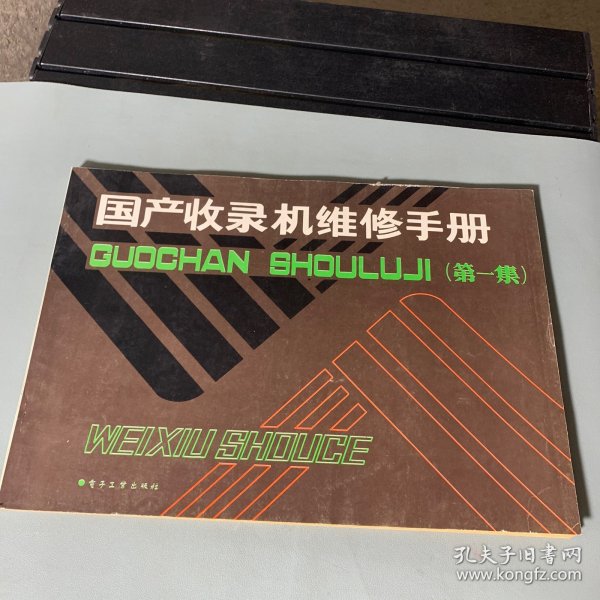 国产收录机维修手册
GUOCHAN SHOULUJI (第一集)
WEIXIU SHOUCE
电子工业出版社
孔夫子旧书网
www.kongfz.com